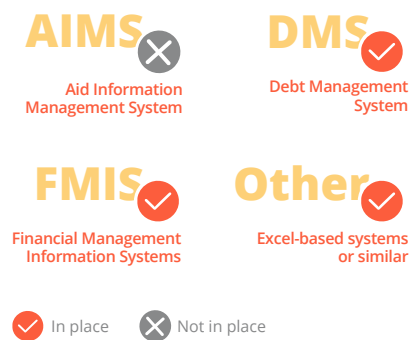 AIMS
Aid Information
Management System
DMS
Debt Management
System
FMIS
Financial Management
Information Systems
Other
Excel-based systems
or similar
In place
Not in place